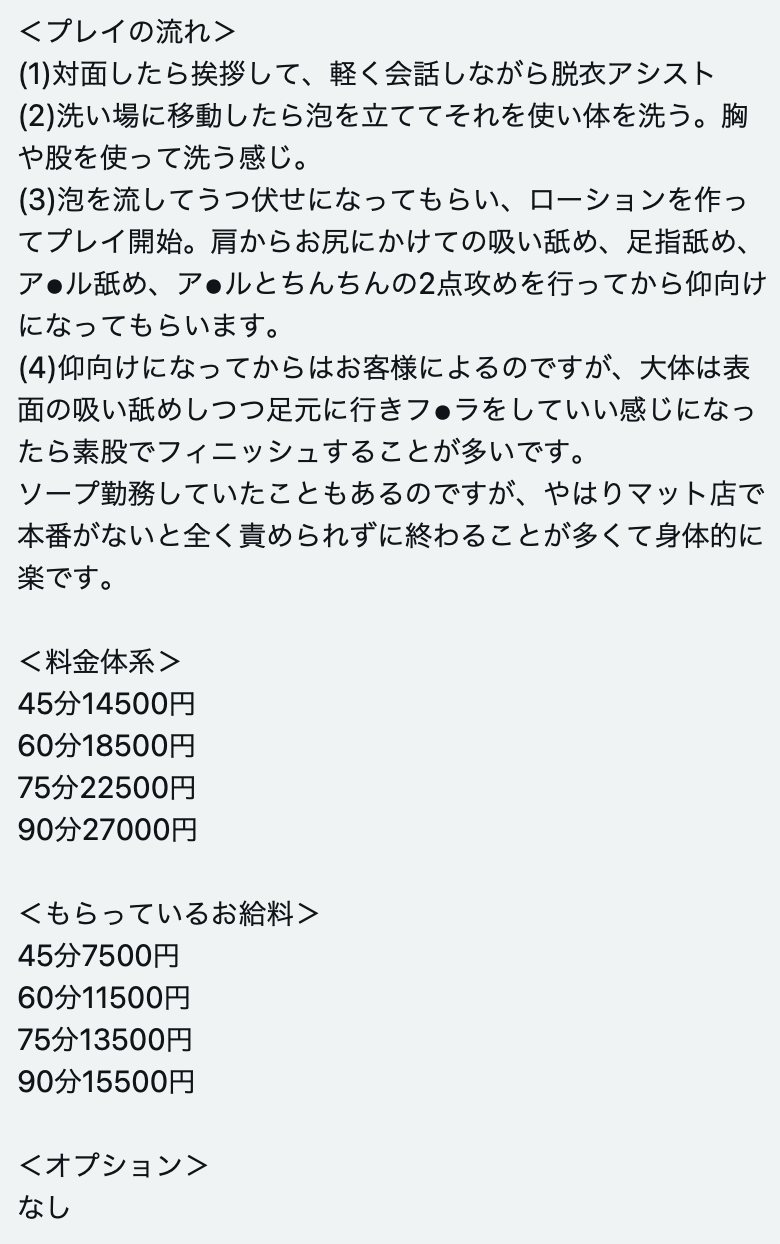 ＜プレイの流れ＞
(1)対面したら挨拶して、軽く会話しながら脱衣アシスト
(2)洗い場に移動したら泡を立ててそれを使い体を洗う。胸
や股を使って洗う感じ。
(3)泡を流してうつ伏せになってもらい、ローションを作っ
てプレイ開始。肩からお尻にかけての吸い舐め、足指舐め、
ア●ル舐め、ア●ルとちんちんの2点攻めを行ってから仰向け
になってもらいます。
(4)仰向けになってからはお客様によるのですが、大体は表
面の吸い舐めしつつ足元に行きフ●ラをしていい感じになっ
たら素股でフィニッシュすることが多いです。
ソープ勤務していたこともあるのですが、やはりマット店で
本番がないと全く責められずに終わることが多くて身体的に
楽です。
＜料金体系＞
45分14500円
60分18500円
75分22500円
90分27000円
＜もらっているお給料＞
45分7500円
60分11500円
75分13500円
90分15500円
＜オプション＞
なし